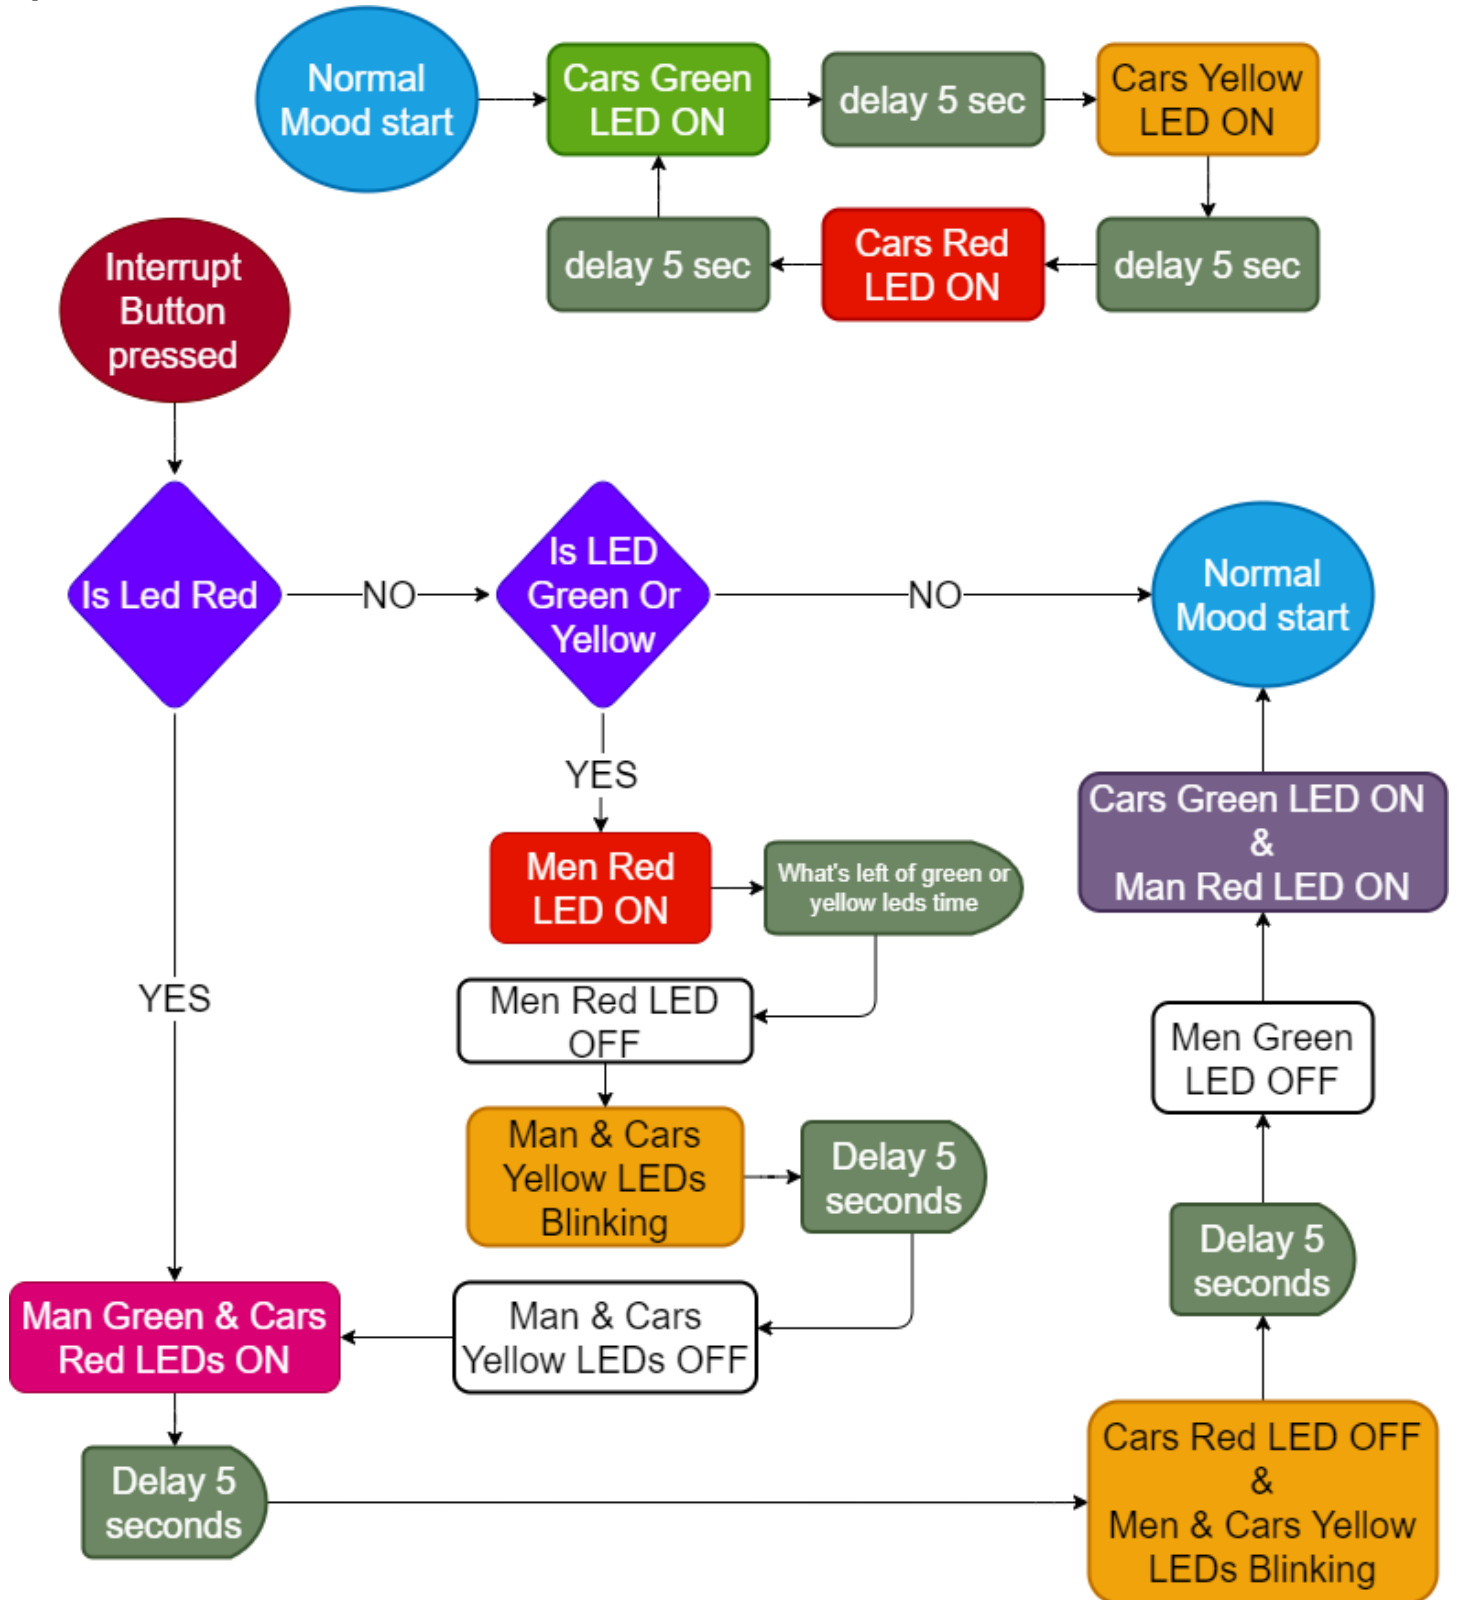 Normal
Mood start
Cars Green
LED ON
delay 5 sec
Cars Yellow
LED ON
delay 5 sec
Cars Red
LED ON
delay 5 sec
Interrupt
Button
pressed
Is Led Red
NO
Is LED
Green Or
Yellow
NO
Normal
Mood start
YES
YES
Men Red
LED ON
What's left of green or
yellow leds time
Men Red LED
OFF
Man & Cars
Yellow LEDs
Blinking
Delay 5
seconds
Man & Cars
Yellow LEDs OFF
Man Green & Cars
Red LEDs ON
Delay 5
seconds
Cars Red LED OFF
&
Men & Cars Yellow
LEDs Blinking
Delay 5
seconds
Men Green
LED OFF
Cars Green LED ON
&
Man Red LED ON